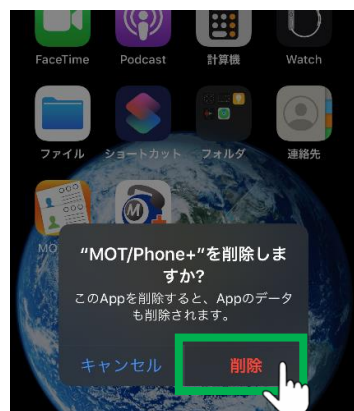 FaceTime
Podcast
計算機
Watch
ファイル
ショートカット
フォルダ
連絡先
MO
“MOT/Phone+”を削除しま
すか?
このAppを削除すると、Appのデータ
も削除されます。
キャンセル
削除